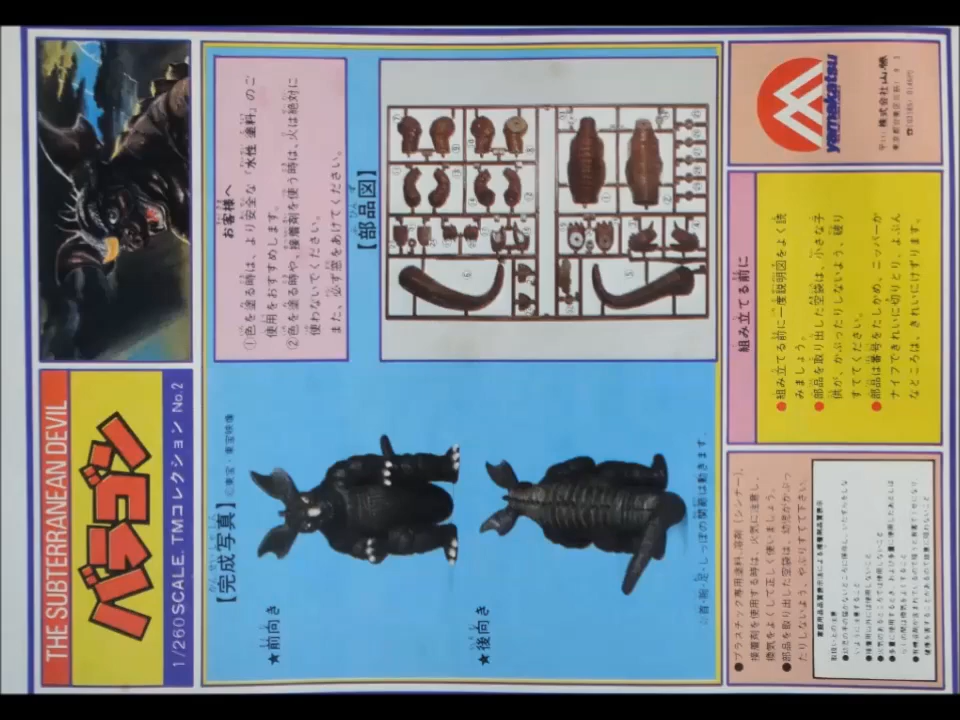 THE SUBTERRANEAN DEVIL
バラゴン
1/260SCALE.TMコレクション No.2
お客様へ
①色を塗る時は、より安全な『水性塗料』のご
使用をおすすめします。
②色を塗る時や、接着剤を使う時は、火は絶対に
使わないでください。
また、必ず窓をあけてください。
【部品図】
【完成写真】
©東宝・東宝映像
★前向き
★後向き
☆首・腕・足・しっぽの関節は動きます。
yamakatsu
株式会社山勝
組み立てる前に
●組み立てる前に一度説明図をよく読
みましょう。
●部品を取り出した空袋は、小さな子
供が、かぶったりしないよう、破り
すててください。
●部品は番号をたしかめ、ニッパーか
ナイフできれいに切りとり、よぶん
なところは、きれいにけずります。
●プラスチック専用塗料、溶剤(シンナー)、
接着剤を使用する時は、火気に注意し、
換気をよくして正しく使いましょう。
●部品を取り出した空袋は、幼児がかぶっ
たりしないよう、やぶりすてて下さい。